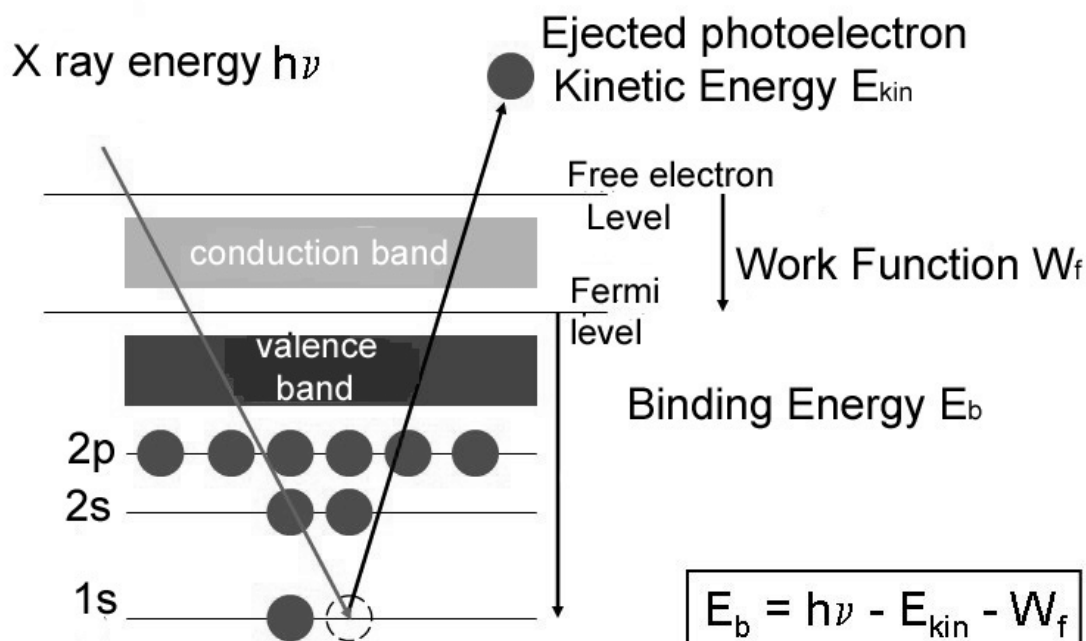 X ray energy hν
Ejected photoelectron
Kinetic Energy Ekin
Free electron
Level
conduction band
Work Function Wf
Fermi
level
valence
band
Binding Energy Eb
2p
2s
1s
Eb = hν - Ekin - Wf